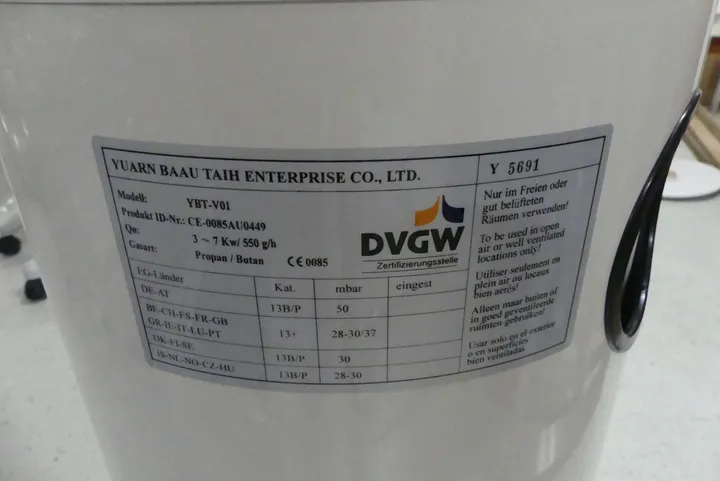 YUARN BAAU TAIH ENTERPRISE CO., LTD.
Y 5691
Modell: YBT-V01
Produkt ID-Nr.: CE-0085AU0449
Qn: 3 ~ 7 Kw/ 550 g/h
Gasart: Propan / Butan CE 0085
DVGW
Zertifizierungsstelle
EG-Länder Kat. mbar eingest
DE-AT 13B/P 50
BE-CH-ES-FR-GB
GR-IE-IT-LU-PT 13+ 28-30/37
DK-FI-SE 13B/P 30
IS-NL-NO-CZ-HU 13B/P 28-30
Nur im Freien oder
gut belüfteten
Räumen verwenden!
To be used in open
air or well ventilated
locations only!
Utiliser seulement en
plein air ou locaux
bien aerés!
Alleen maar buiten of
in goed geventileerde
ruimten gebruiken!
Usar solo en el exterior
o en superficies
bien ventiladas